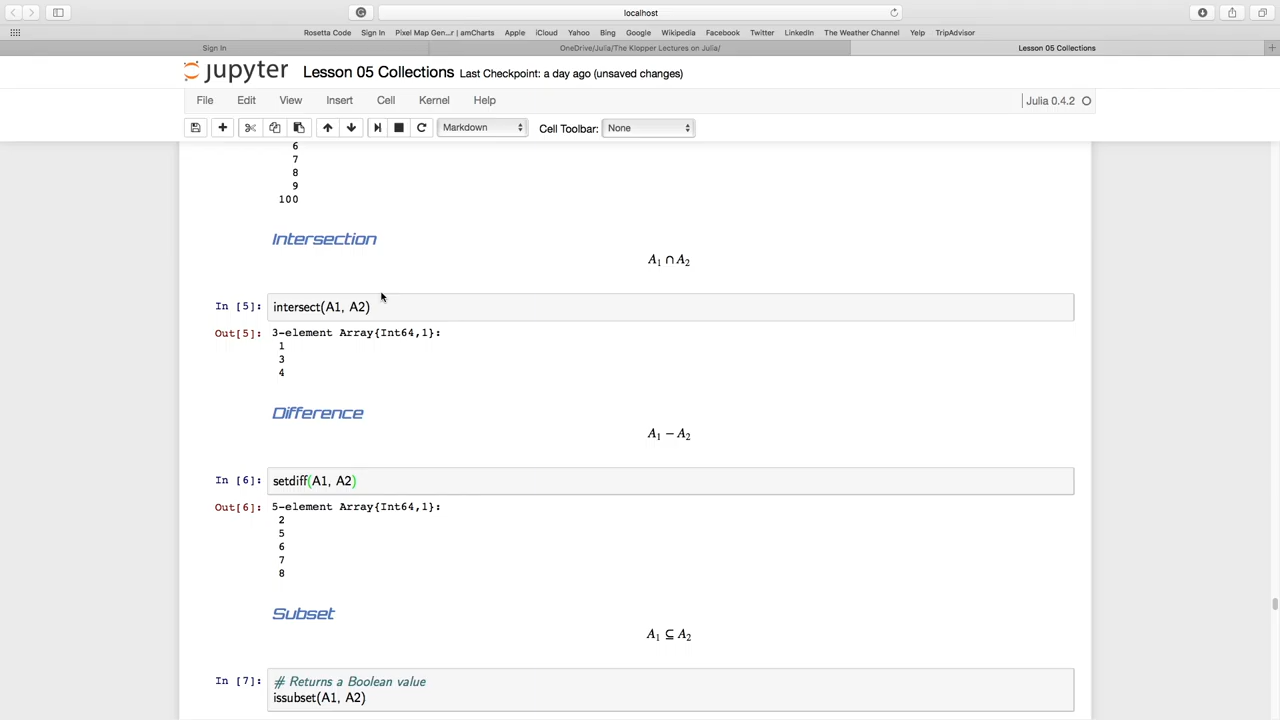 localhost
Rosetta Code Sign In Pixel Map Gen...r | amCharts Apple iCloud Yahoo Bing Google Wikipedia Facebook Twitter LinkedIn The Weather Channel Yelp TripAdvisor
Sign In OneDrive/Julia/The Klopper Lectures on Julia/ Lesson 05 Collections
jupyter Lesson 05 Collections Last Checkpoint: a day ago (unsaved changes)
File Edit View Insert Cell Kernel Help Julia 0.4.2
Markdown Cell Toolbar: None
6
7
8
9
100
Intersection
A₁ ∩ A₂
In [5]: intersect(A1, A2)
Out[5]: 3-element Array{Int64,1}:
1
3
4
Difference
A₁ − A₂
In [6]: setdiff(A1, A2)
Out[6]: 5-element Array{Int64,1}:
2
5
6
7
8
Subset
A₁ ⊆ A₂
In [7]: # Returns a Boolean value
issubset(A1, A2)